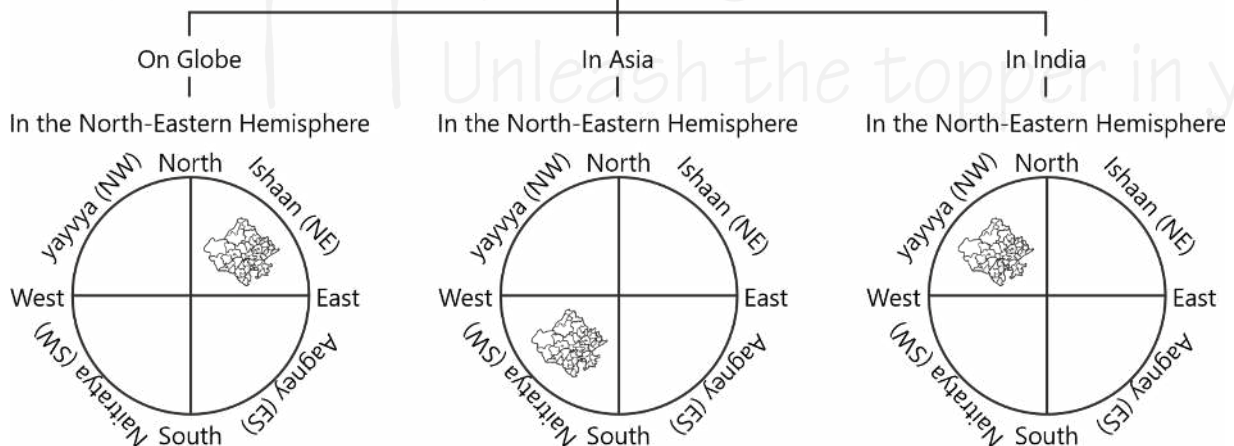 On Globe
In Asia
In India
Unleash the topper in y
In the North-Eastern Hemisphere
In the North-Eastern Hemisphere
In the North-Eastern Hemisphere
yayvya (NW)
North
Ishaan (NE)
West
East
Naitratya (SW)
South
Aagney (ES)
yayvya (NW)
North
Ishaan (NE)
West
East
Naitratya (SW)
South
Aagney (ES)
yayvya (NW)
North
Ishaan (NE)
West
East
Naitratya (SW)
South
Aagney (ES)